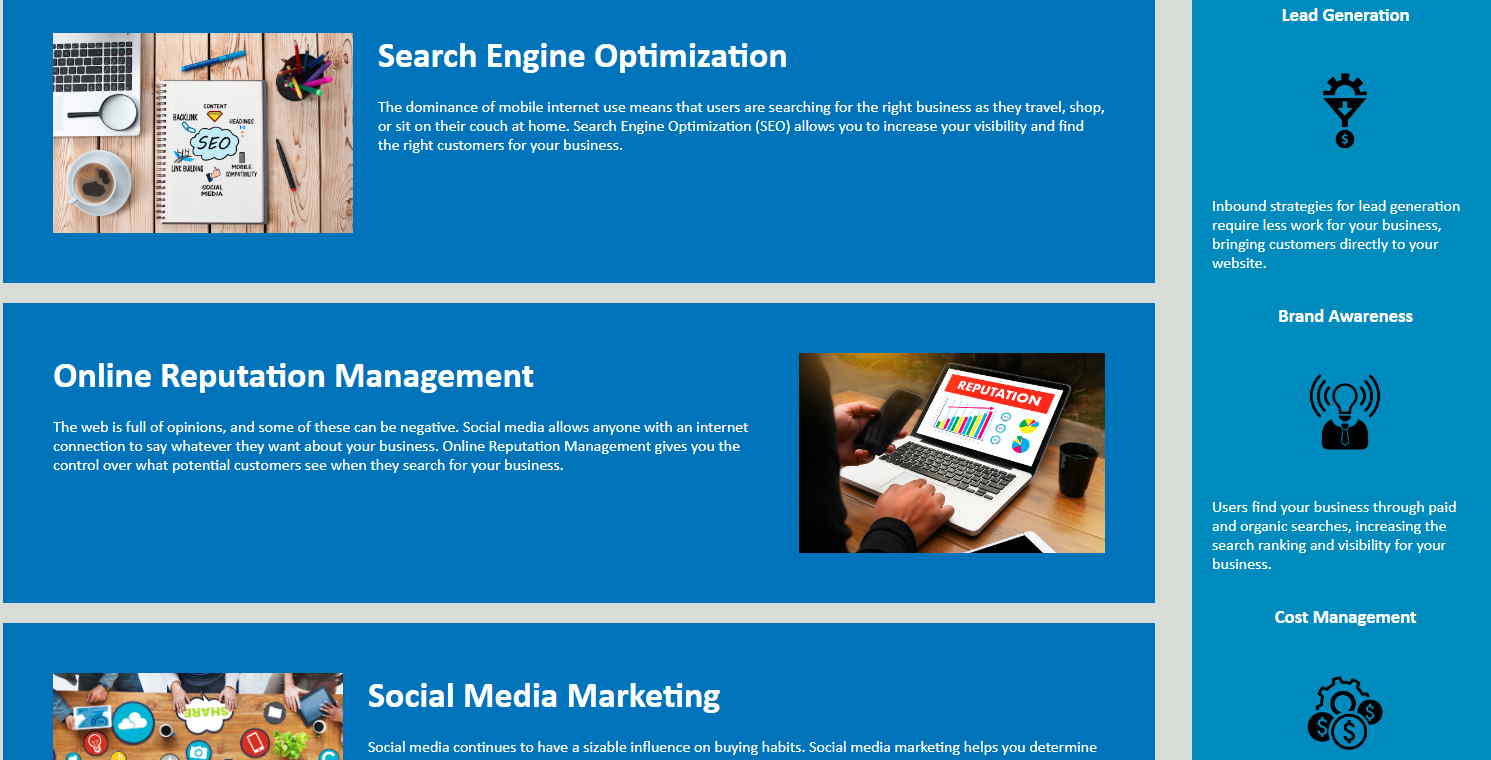 Search Engine Optimization
The dominance of mobile internet use means that users are searching for the right business as they travel, shop,
or sit on their couch at home. Search Engine Optimization (SEO) allows you to increase your visibility and find
the right customers for your business.
CONTENT
BACKLINK
HEADINGS
SEO
LINK BUILDING
MOBILE
COMPATIBILITY
SOCIAL
MEDIA
Online Reputation Management
The web is full of opinions, and some of these can be negative. Social media allows anyone with an internet
connection to say whatever they want about your business. Online Reputation Management gives you the
control over what potential customers see when they search for your business.
REPUTATION
Social Media Marketing
Social media continues to have a sizable influence on buying habits. Social media marketing helps you determine
SHARE
Lead Generation
$
Inbound strategies for lead generation
require less work for your business,
bringing customers directly to your
website.
Brand Awareness
Users find your business through paid
and organic searches, increasing the
search ranking and visibility for your
business.
Cost Management
$ $ $